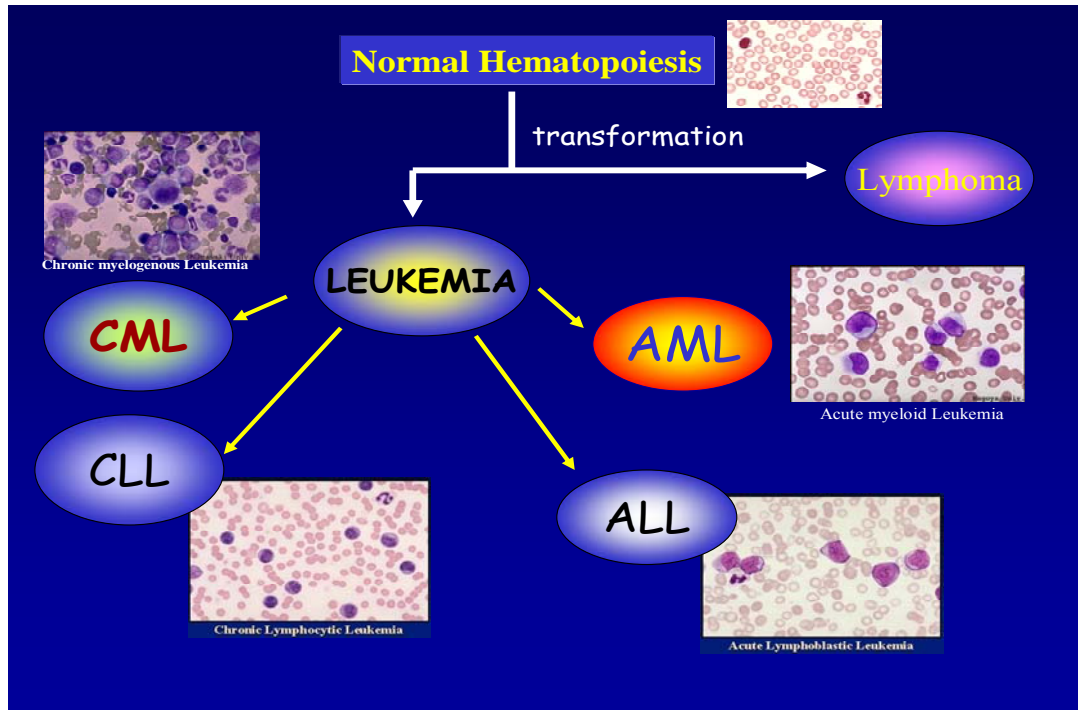 Normal Hematopoiesis
transformation
Lymphoma
Chronic myelogenous Leukemia
LEUKEMIA
CML
AML
Acute myeloid Leukemia
CLL
ALL
Chronic Lymphocytic Leukemia
Acute Lymphoblastic Leukemia